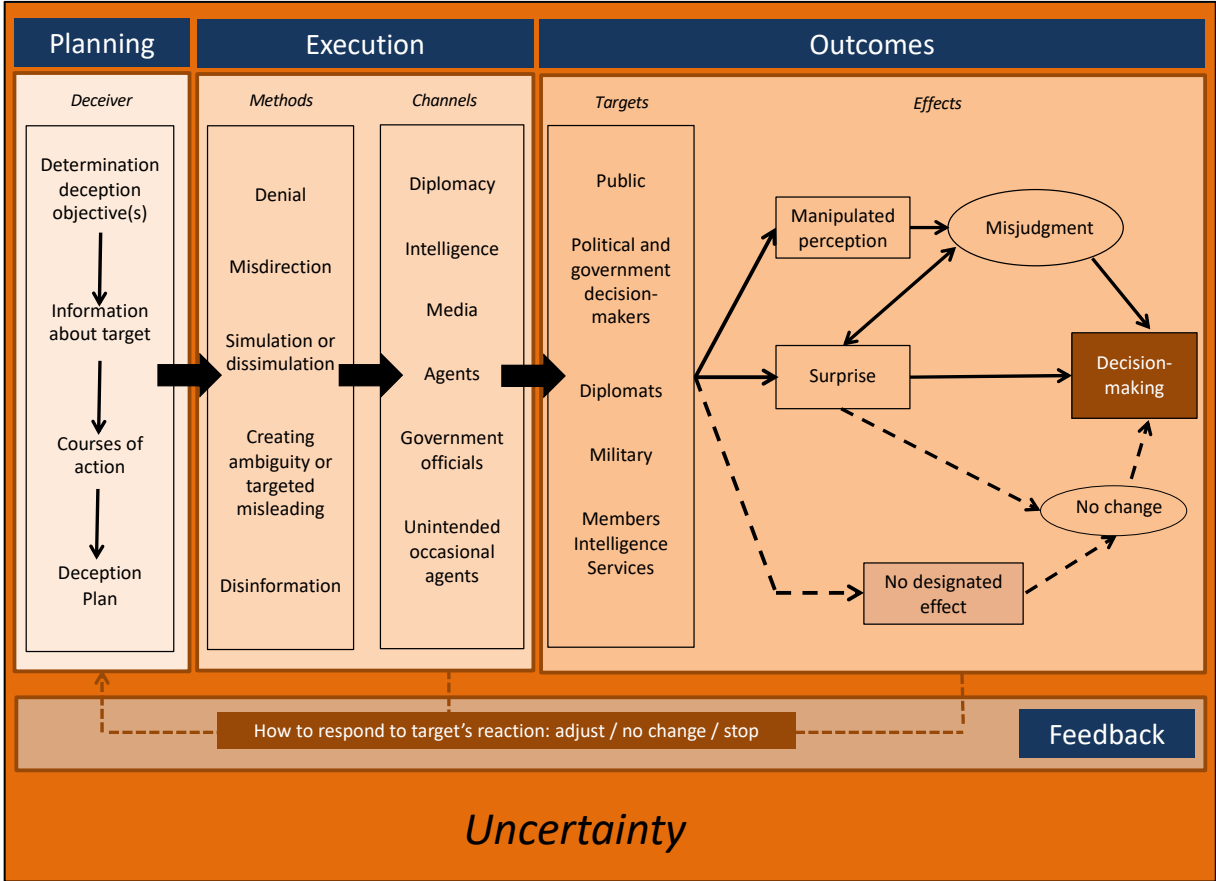 Planning
Execution
Outcomes
Deceiver
Methods
Channels
Targets
Effects
Determination
deception
objective(s)
Information
about target
Courses of
action
Deception
Plan
Denial
Misdirection
Simulation or
dissimulation
Creating
ambiguity or
targeted
misleading
Disinformation
Diplomacy
Intelligence
Media
Agents
Government
officials
Unintended
occasional
agents
Public
Political and
government
decision-
makers
Diplomats
Military
Members
Intelligence
Services
Manipulated
perception
Misjudgment
Surprise
Decision-
making
No change
No designated
effect
How to respond to target’s reaction: adjust / no change / stop
Feedback
Uncertainty